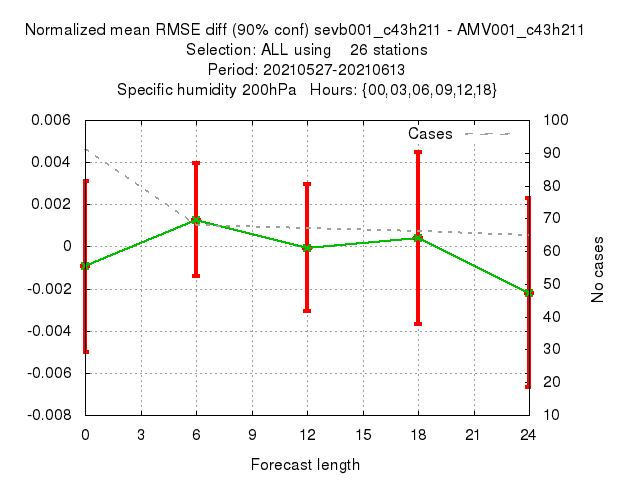 Normalized mean RMSE diff (90% conf) sevb001_c43h211 - AMV001_c43h211
Selection: ALL using 26 stations
Period: 20210527-20210613
Specific humidity 200hPa Hours: {00,03,06,09,12,18}
Cases
0.006
0.004
0.002
0
-0.002
-0.004
-0.006
-0.008
100
90
80
70
60
50
40
30
20
10
No cases
0 3 6 9 12 15 18 21 24
Forecast length